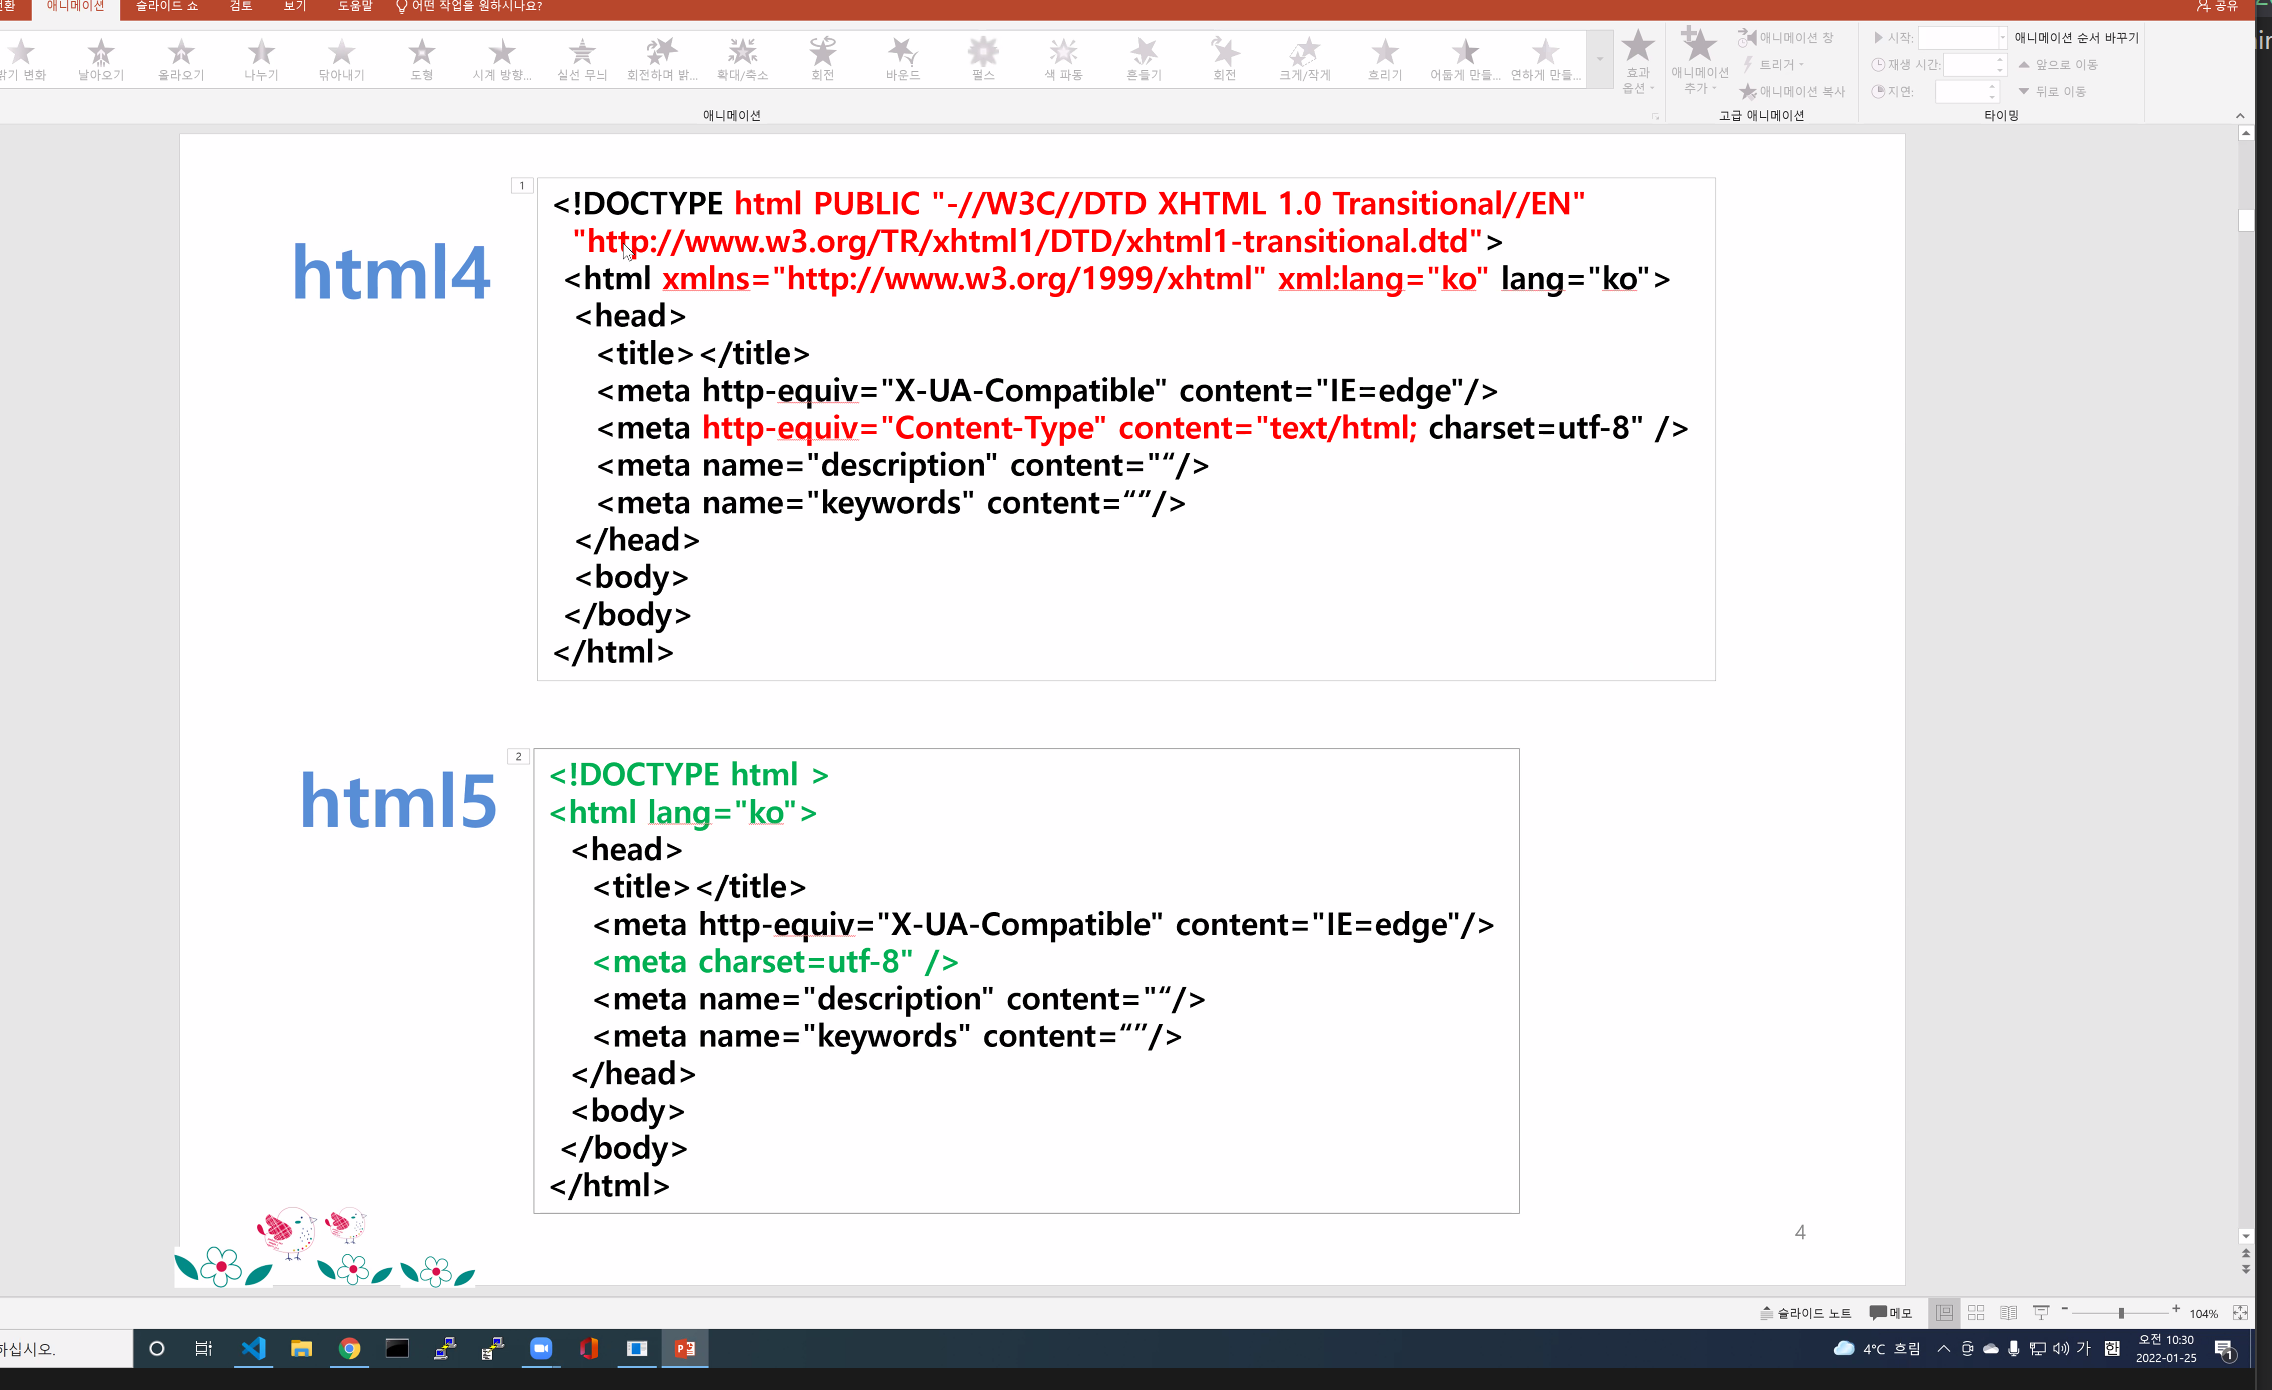 전환 애니메이션 슬라이드 쇼 검토 보기 도움말 어떤 작업을 원하시나요? 공유
밝기 변화 날아오기 올라오기 나누기 닦아내기 도형 시계 방향... 실선 무늬 회전하며 밝... 확대/축소 회전 바운드 펄스 색 파동 흔들기 회전 크게/작게 흐리기 어둡게 만들... 연하게 만들...
효과 옵션
애니메이션 추가
애니메이션 창
트리거
애니메이션 복사
시작:
재생 시간:
지연:
애니메이션 순서 바꾸기
앞으로 이동
뒤로 이동
애니메이션 고급 애니메이션 타이밍
1
html4
<!DOCTYPE html PUBLIC "-//W3C//DTD XHTML 1.0 Transitional//EN"
"http://www.w3.org/TR/xhtml1/DTD/xhtml1-transitional.dtd">
<html xmlns="http://www.w3.org/1999/xhtml" xml:lang="ko" lang="ko">
<head>
<title></title>
<meta http-equiv="X-UA-Compatible" content="IE=edge"/>
<meta http-equiv="Content-Type" content="text/html; charset=utf-8" />
<meta name="description" content="“/>
<meta name="keywords" content=“”/>
</head>
<body>
</body>
</html>
2
html5
<!DOCTYPE html >
<html lang="ko">
<head>
<title></title>
<meta http-equiv="X-UA-Compatible" content="IE=edge"/>
<meta charset=utf-8" />
<meta name="description" content="“/>
<meta name="keywords" content=“”/>
</head>
<body>
</body>
</html>
4
슬라이드 노트 메모 104%
하십시오.
4°C 흐림 가 한 오전 10:30
2022-01-25
1